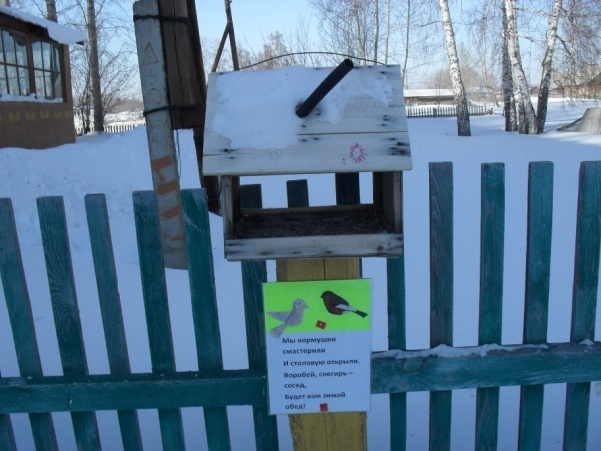 Мы кормушки
смастерили
И столовую открыли.
Воробей, снегирь –
сосед,
Будет вам зимой
обед!